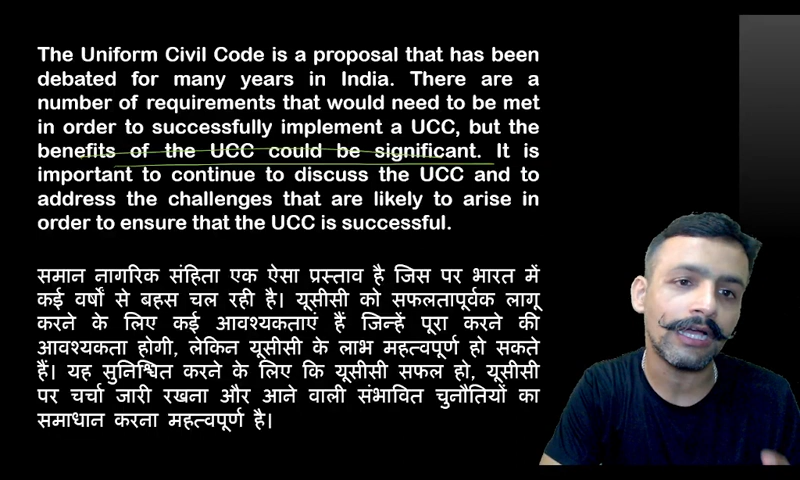 The Uniform Civil Code is a proposal that has been
debated for many years in India. There are a
number of requirements that would need to be met
in order to successfully implement a UCC, but the
benefits of the UCC could be significant. It is
important to continue to discuss the UCC and to
address the challenges that are likely to arise in
order to ensure that the UCC is successful.
समान नागरिक संहिता एक ऐसा प्रस्ताव है जिस पर भारत में
कई वर्षों से बहस चल रही है। यूसीसी को सफलतापूर्वक लागू
करने के लिए कई आवश्यकताएं हैं जिन्हें पूरा करने की
आवश्यकता होगी, लेकिन यूसीसी के लाभ महत्वपूर्ण हो सकते
हैं। यह सुनिश्चित करने के लिए कि यूसीसी सफल हो, यूसीसी
पर चर्चा जारी रखना और आने वाली संभावित चुनौतियों का
समाधान करना महत्वपूर्ण है।